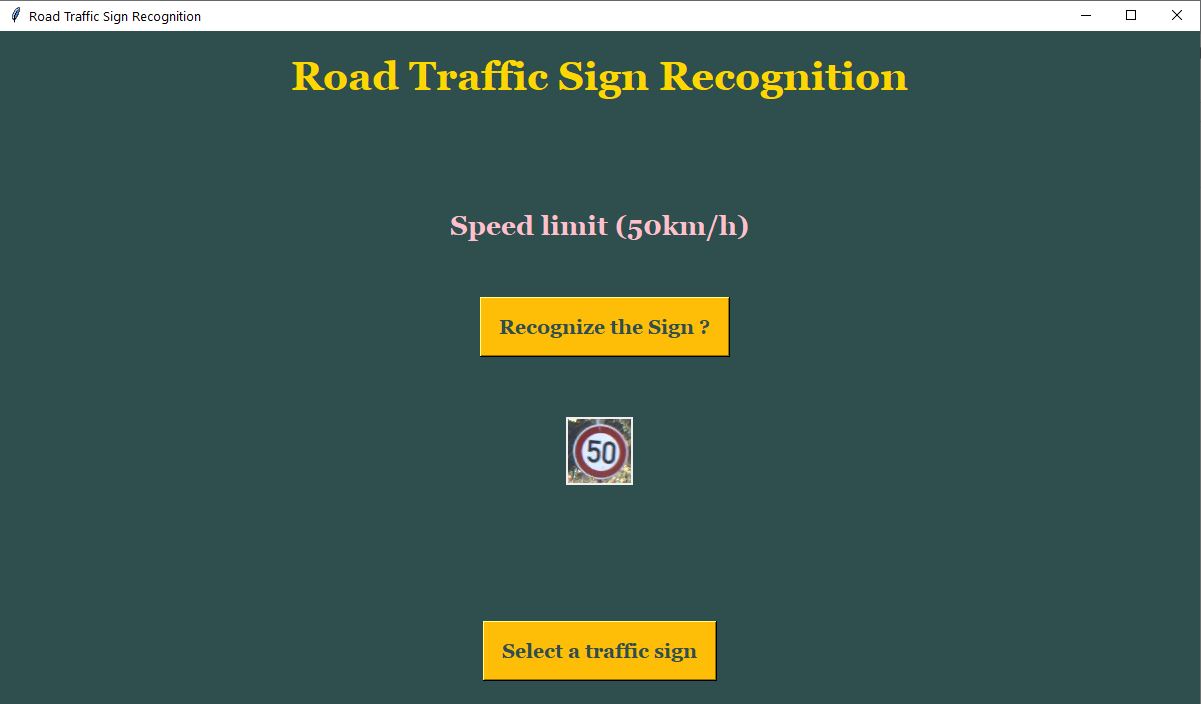 Road Traffic Sign Recognition
Road Traffic Sign Recognition
Speed limit (50km/h)
Recognize the Sign ?
50
Select a traffic sign